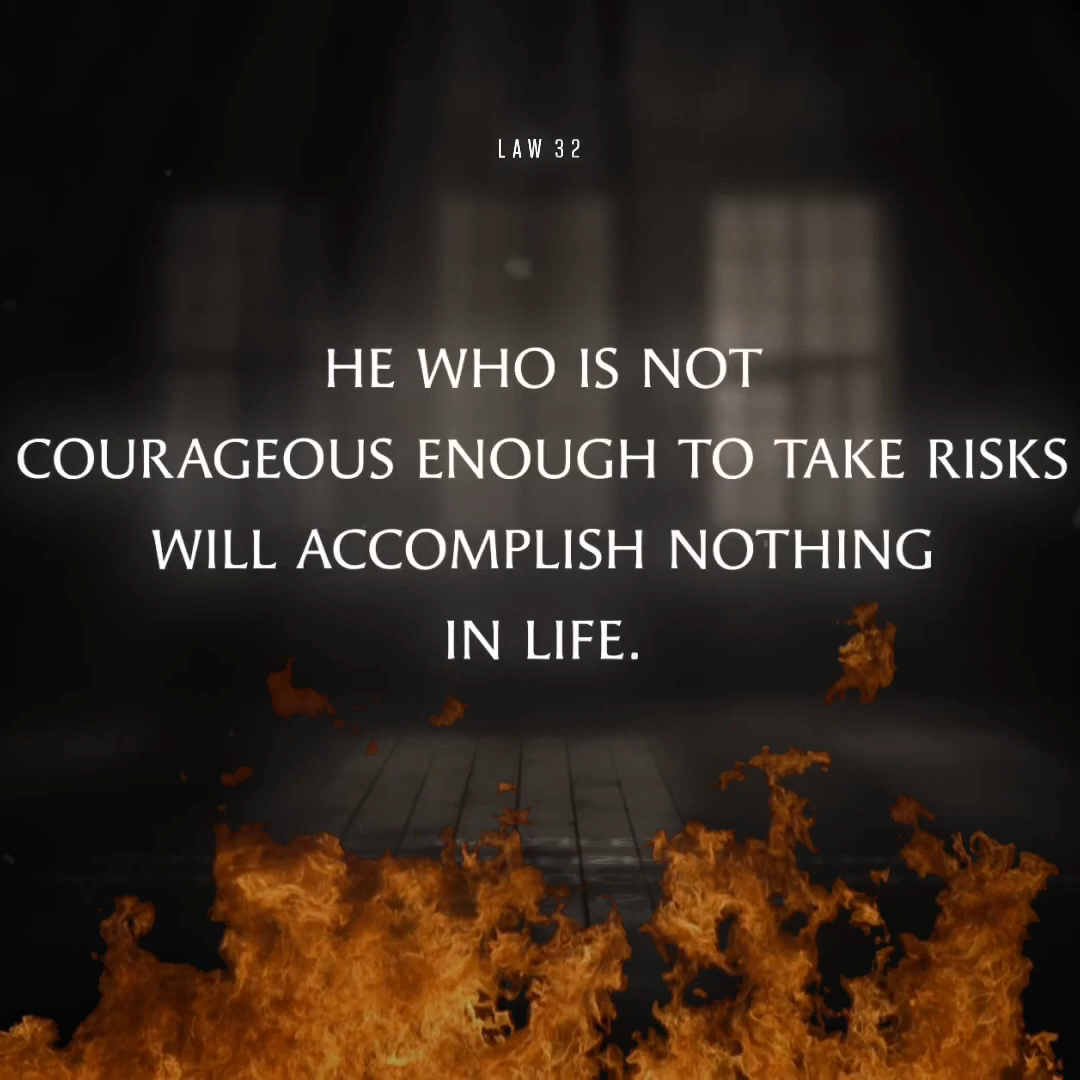 LAW 32
HE WHO IS NOT
COURAGEOUS ENOUGH TO TAKE RISKS
WILL ACCOMPLISH NOTHING
IN LIFE.